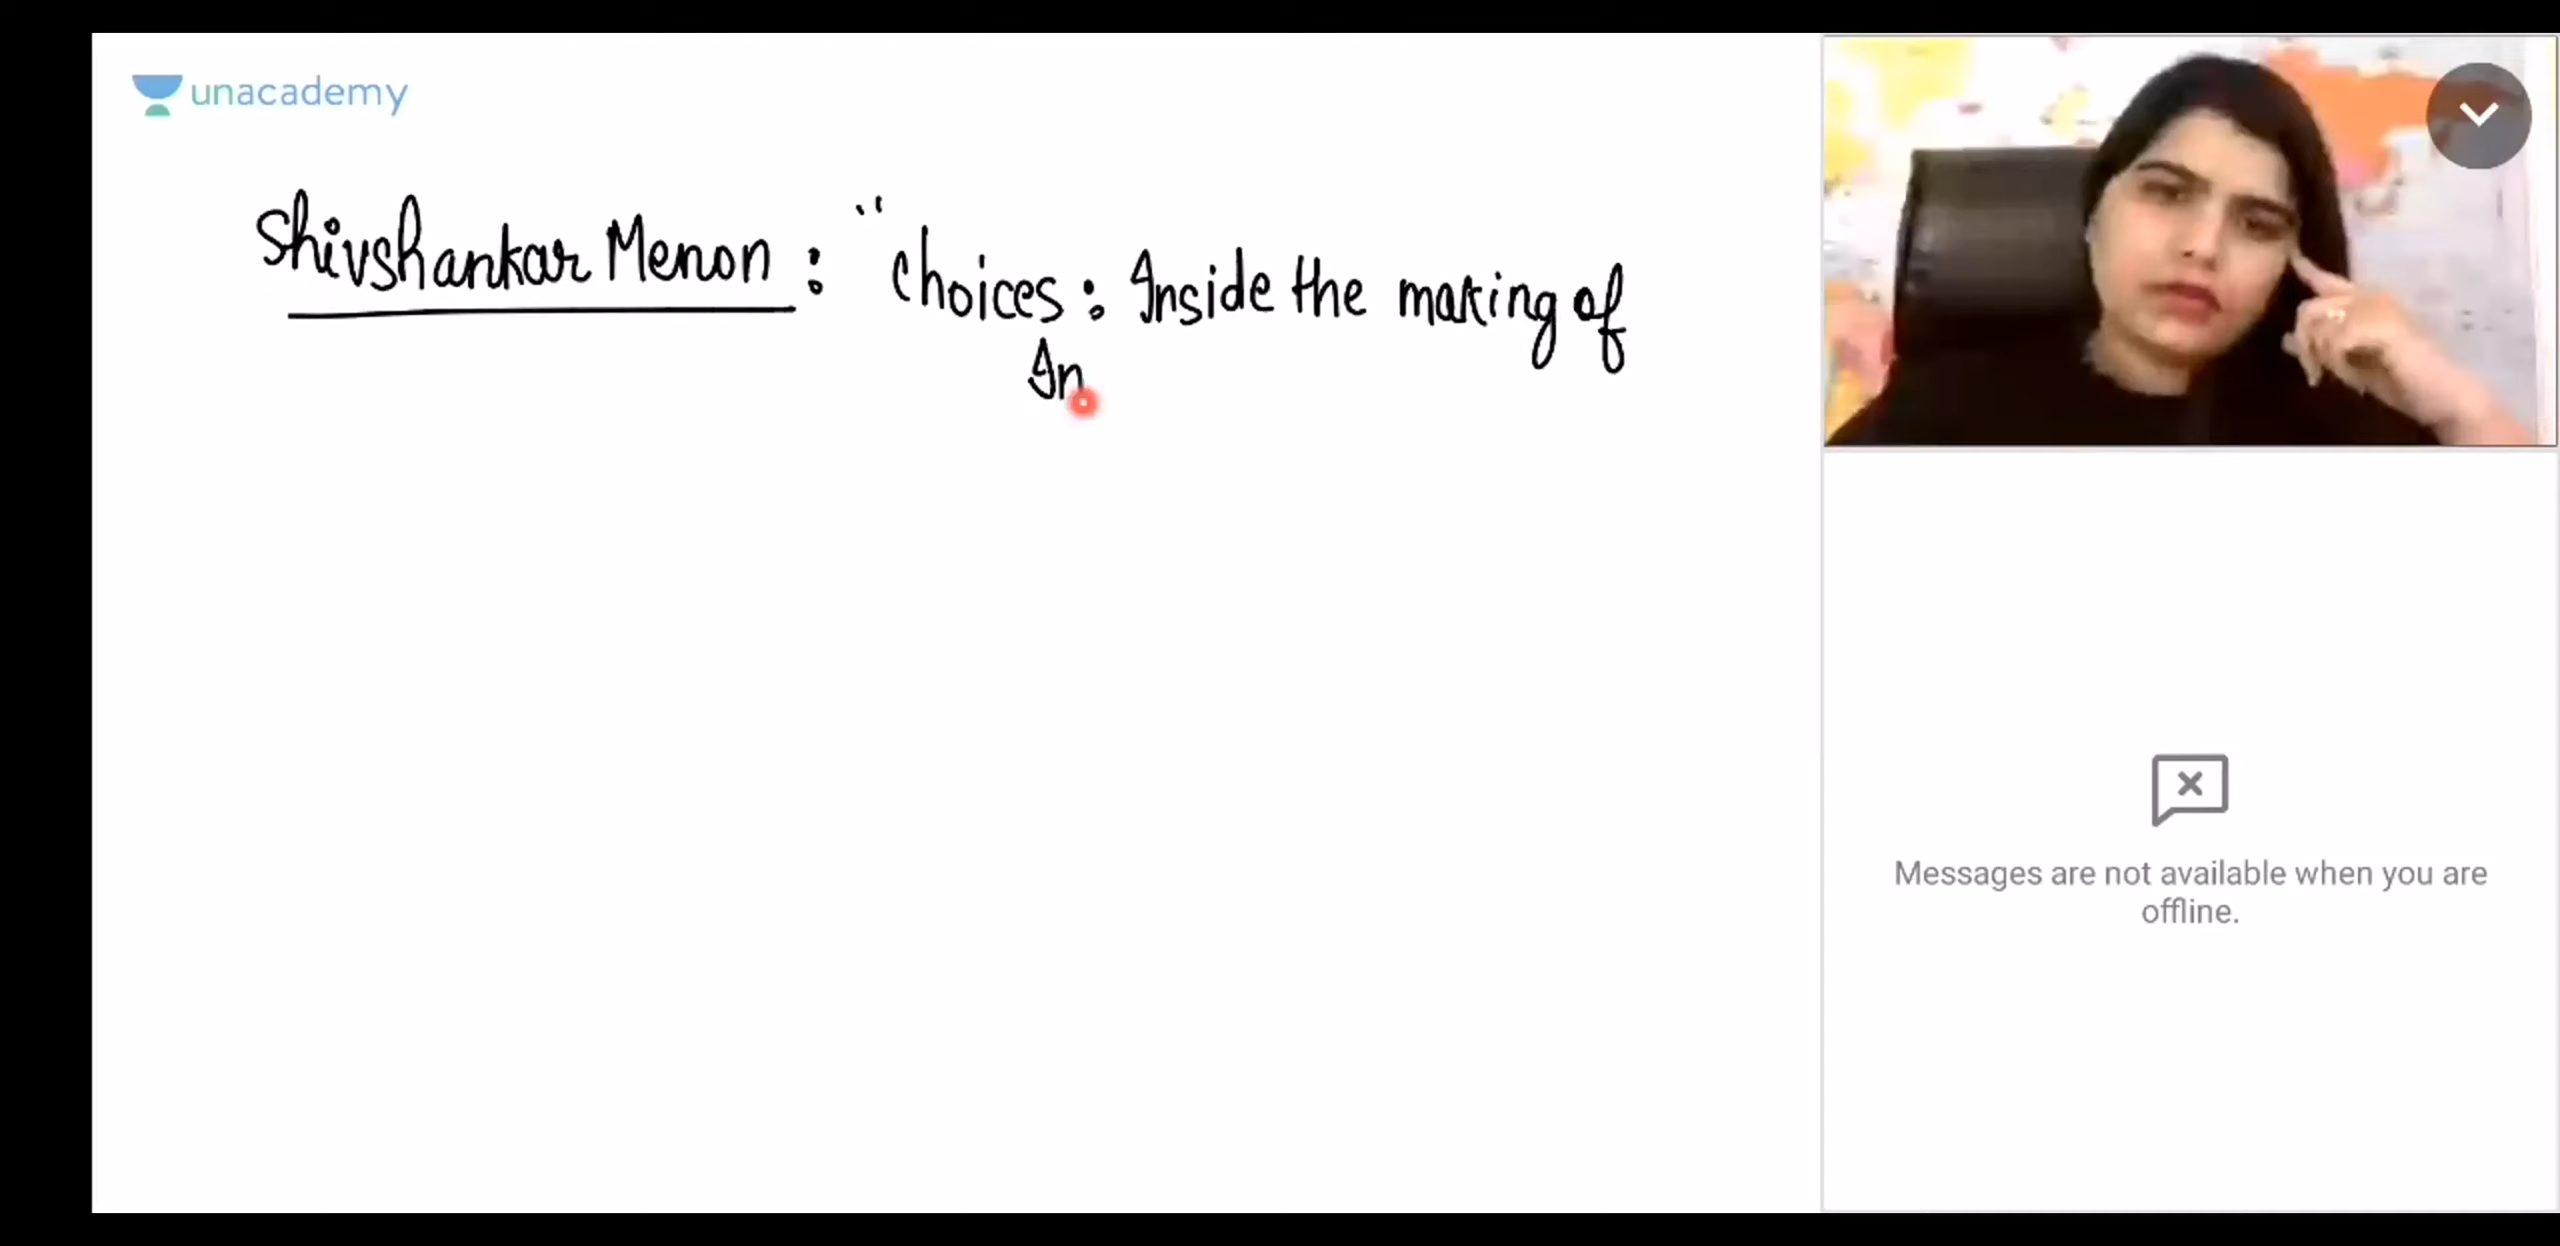 unacademy
Shivshankar Menon : "choices : Inside the making of
In
Messages are not available when you are
offline.